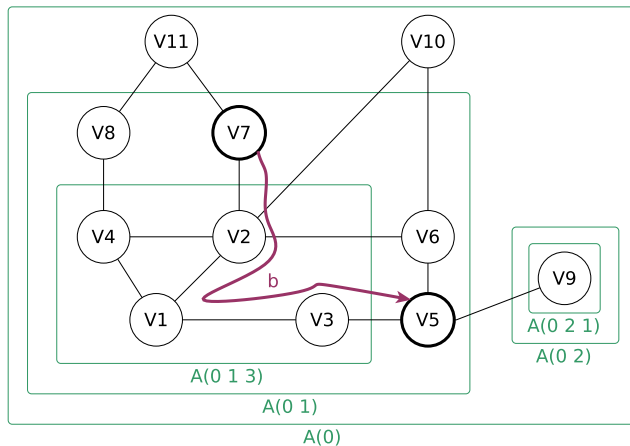 V11 V10
V8 V7
V4 V2 V6
V9
b
V1 V3 V5
A(0 2 1)
A(0 2)
A(0 1 3)
A(0 1)
A(0)